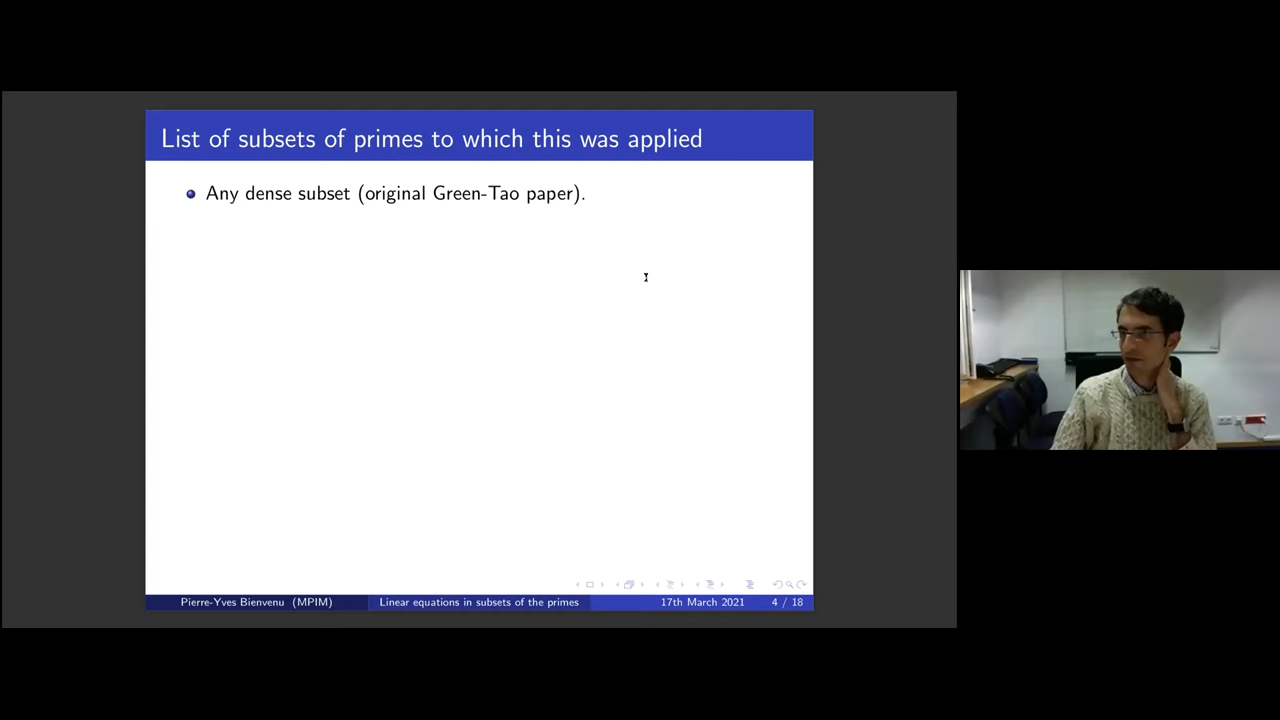 List of subsets of primes to which this was applied
Any dense subset (original Green-Tao paper).
Pierre-Yves Bienvenu (MPIM) Linear equations in subsets of the primes 17th March 2021 4 / 18